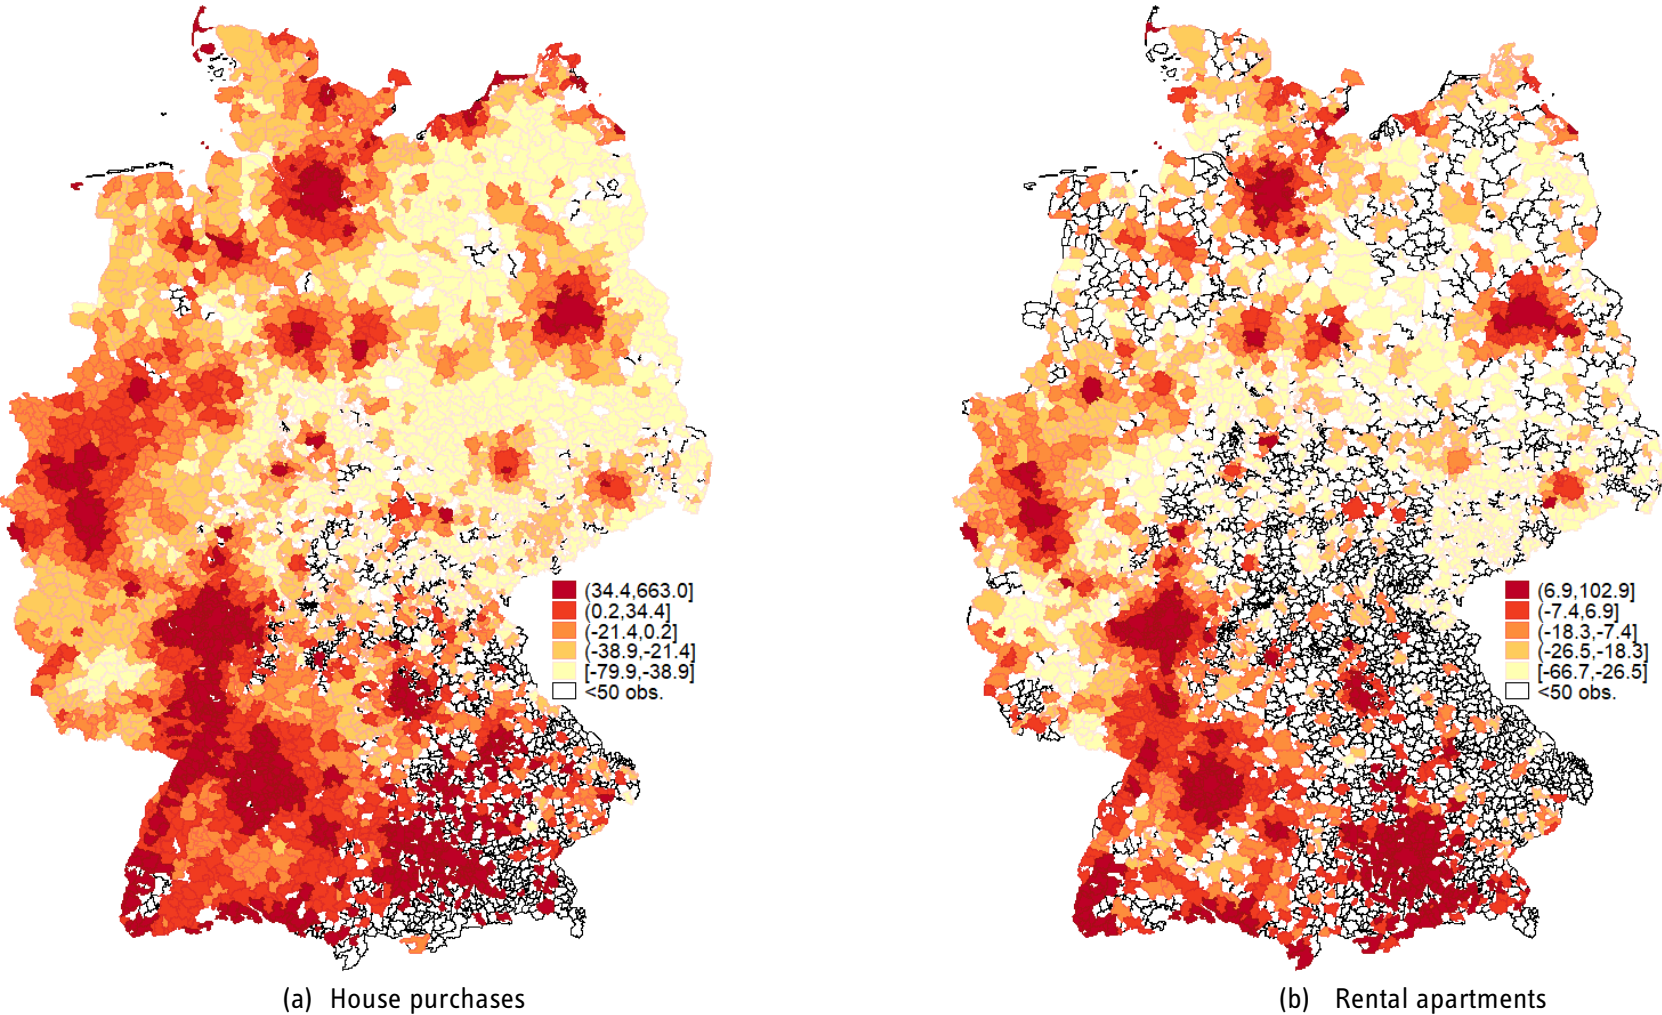 (34.4,663.0]
(0.2,34.4]
(-21.4,0.2]
(-38.9,-21.4]
[-79.9,-38.9]
<50 obs.
(6.9,102.9]
(-7.4,6.9]
(-18.3,-7.4]
(-26.5,-18.3]
[-66.7,-26.5]
<50 obs.
(a) House purchases
(b) Rental apartments